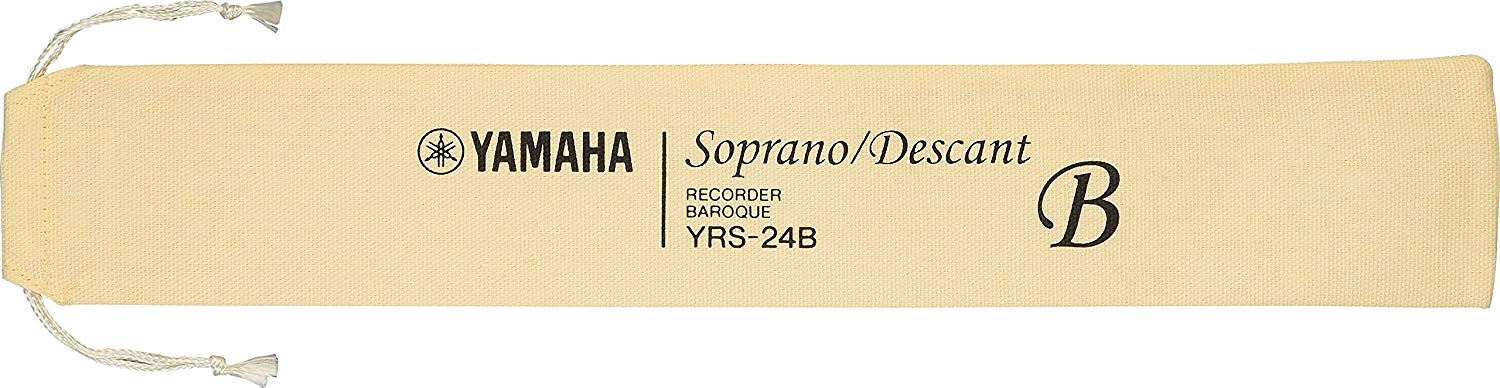 YAMAHA
Soprano/Descant
RECORDER
BAROQUE
YRS-24B
B